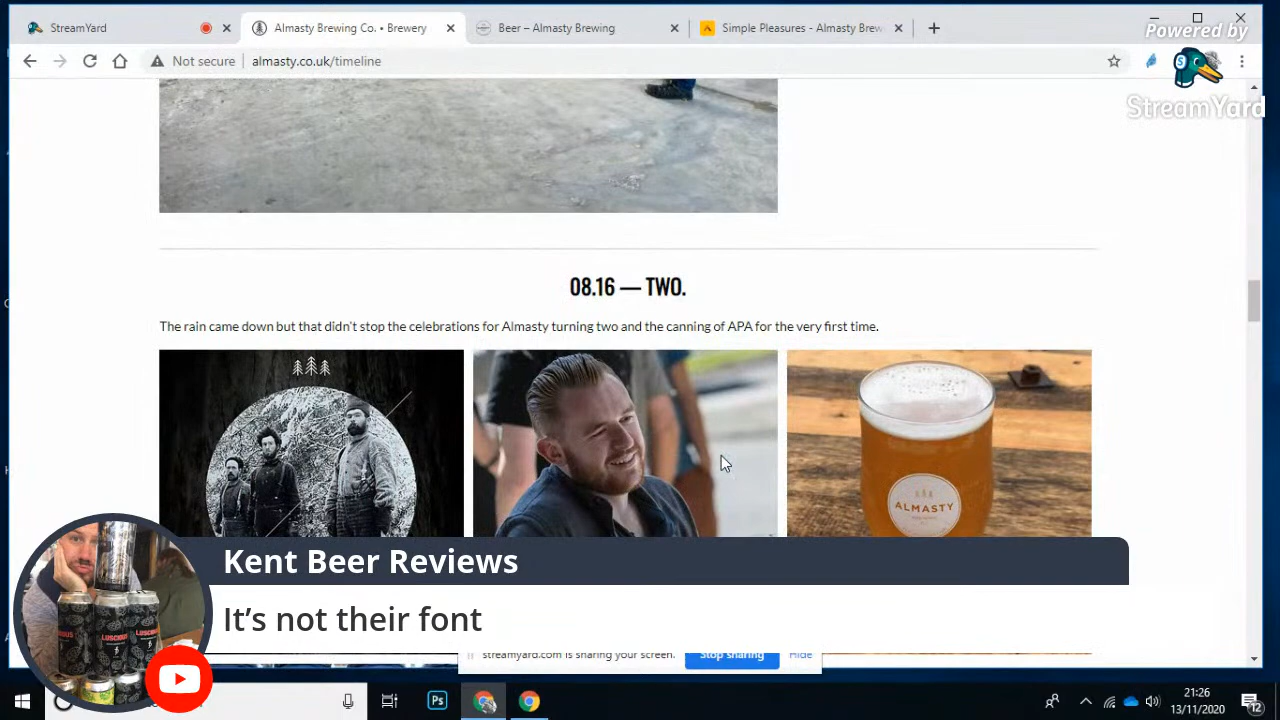 StreamYard
Almasty Brewing Co. • Brewery
Beer – Almasty Brewing
Simple Pleasures - Almasty Brew
Powered by
StreamYard
Not secure
almasty.co.uk/timeline
08.16 — TWO.
The rain came down but that didn't stop the celebrations for Almasty turning two and the canning of APA for the very first time.
ALMASTY
Kent Beer Reviews
It’s not their font
LUSCIOUS
streamyard.com is sharing your screen.
Stop sharing
Hide
Ps
21:26
13/11/2020
12